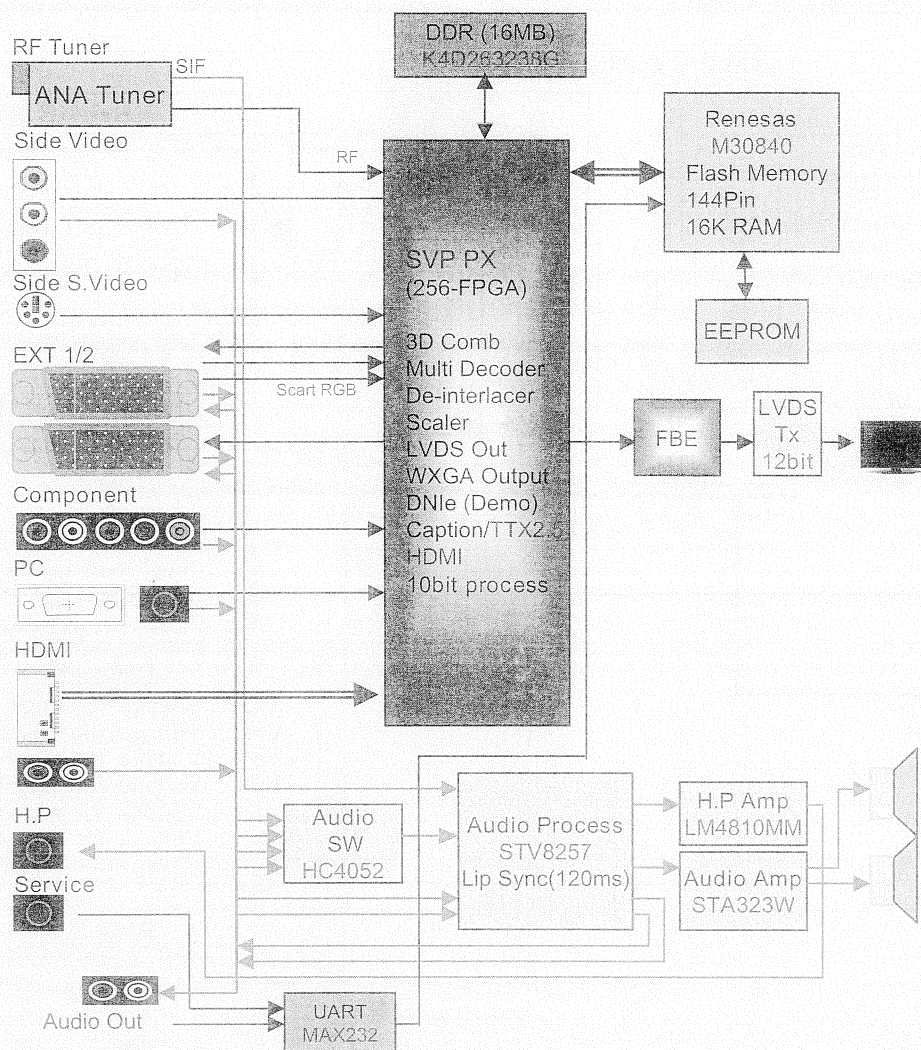 DDR (16MB)
K4D263238G
RF Tuner
SIF
ANA Tuner
RF
Side Video
Side S.Video
EXT 1/2
Scart RGB
Component
PC
HDMI
H.P
Service
Audio Out
SVP PX
(256-FPGA)
3D Comb
Multi Decoder
De-interlacer
Scaler
LVDS Out
WXGA Output
DNIe (Demo)
Caption/TTX2.5
HDMI
10bit process
Renesas
M30840
Flash Memory
144Pin
16K RAM
EEPROM
FBE
LVDS
Tx
12bit
Audio
SW
HC4052
Audio Process
STV8257
Lip Sync(120ms)
H.P Amp
LM4810MM
Audio Amp
STA323W
UART
MAX232